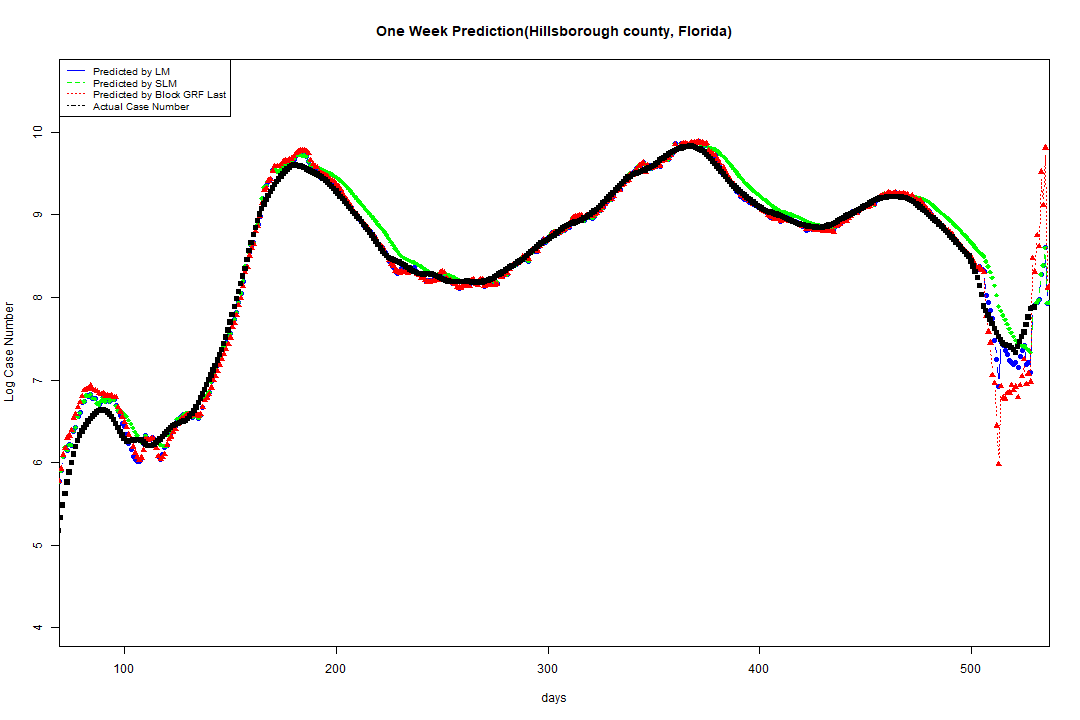 One Week Prediction(Hillsborough county, Florida)
Predicted by LM
Predicted by SLM
Predicted by Block GRF Last
Actual Case Number
Log Case Number
10
9
8
7
6
5
4
100 200 300 400 500
days